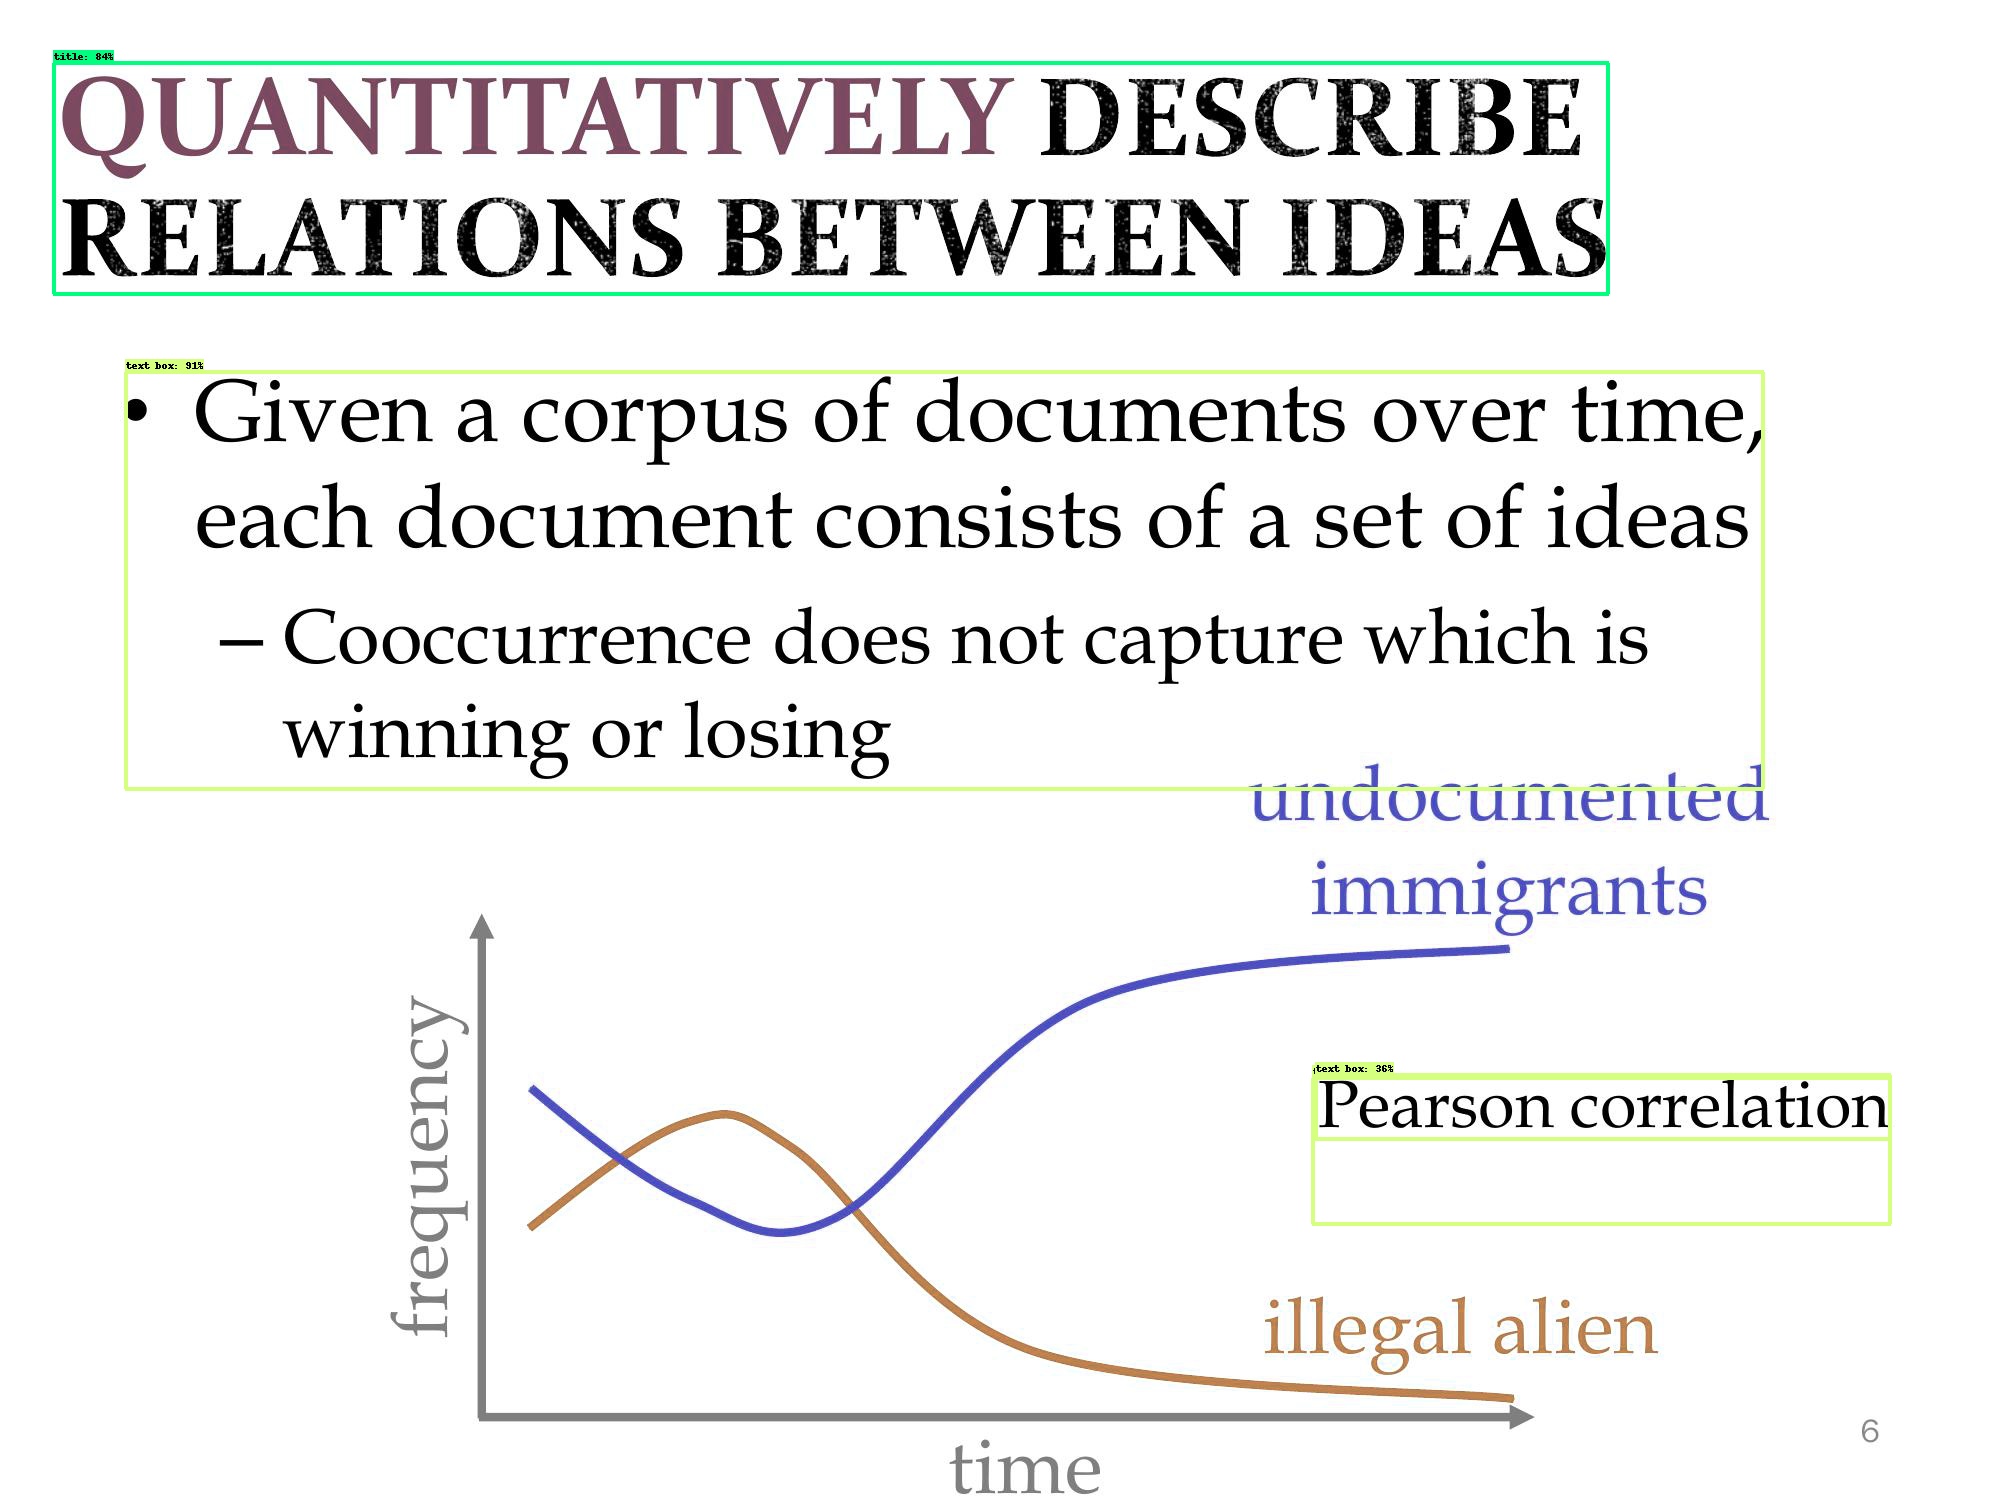 title: 84%
QUANTITATIVELY DESCRIBE
RELATIONS BETWEEN IDEAS
text box: 91%
• Given a corpus of documents over time,
each document consists of a set of ideas
– Cooccurrence does not capture which is
winning or losing
undocumented
immigrants
frequency
text box: 36%
Pearson correlation
illegal alien
time
6